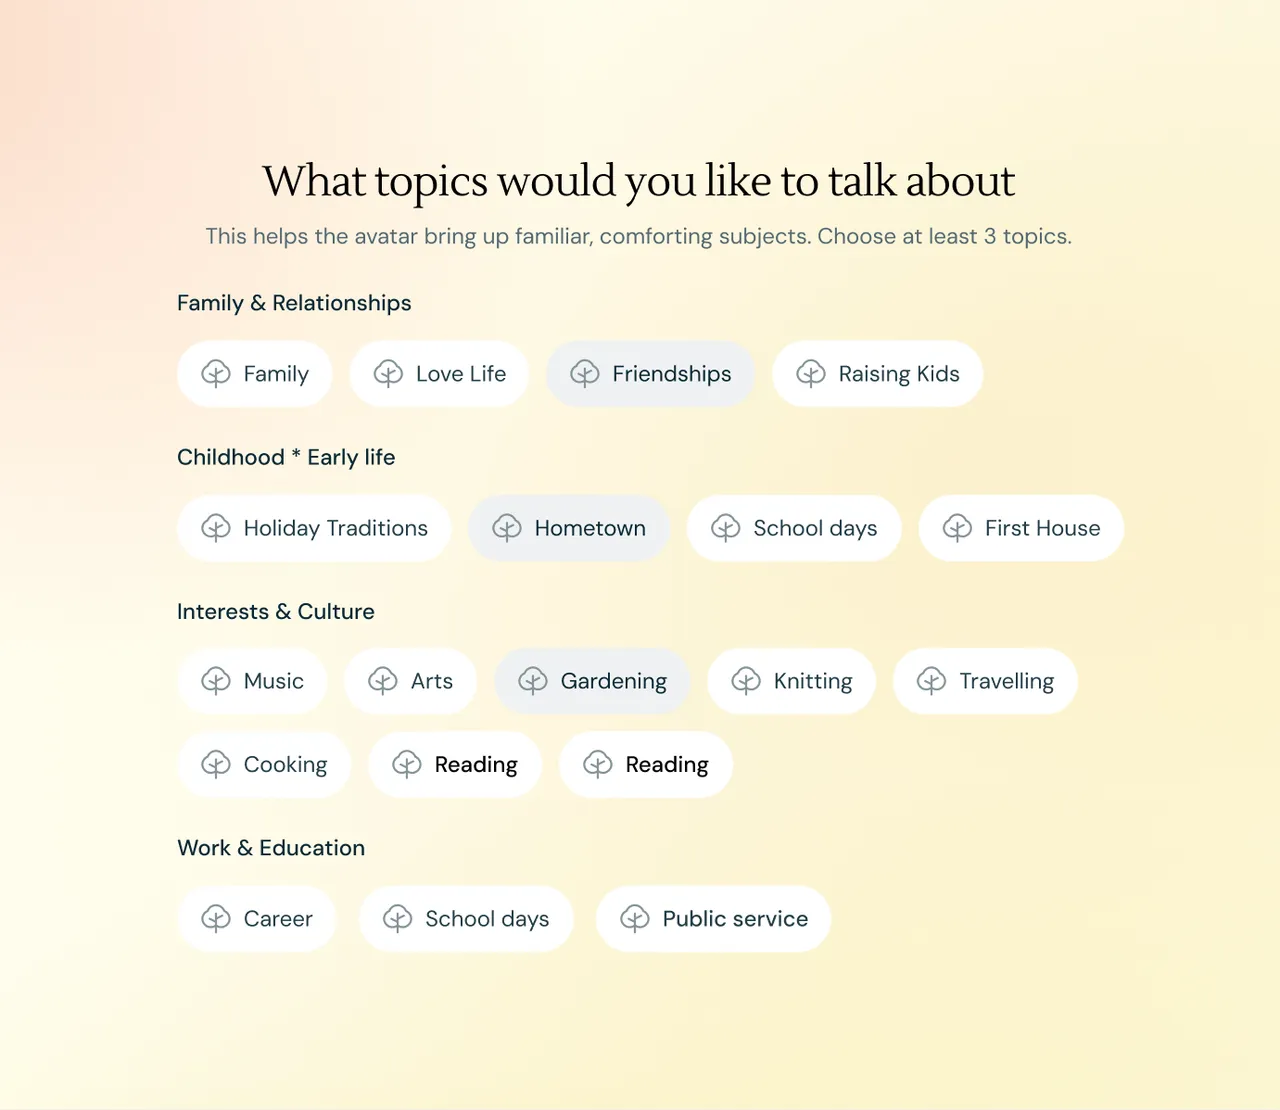 What topics would you like to talk about
This helps the avatar bring up familiar, comforting subjects. Choose at least 3 topics.
Family & Relationships
Family Love Life Friendships Raising Kids
Childhood * Early life
Holiday Traditions Hometown School days First House
Interests & Culture
Music Arts Gardening Knitting Travelling
Cooking Reading Reading
Work & Education
Career School days Public service